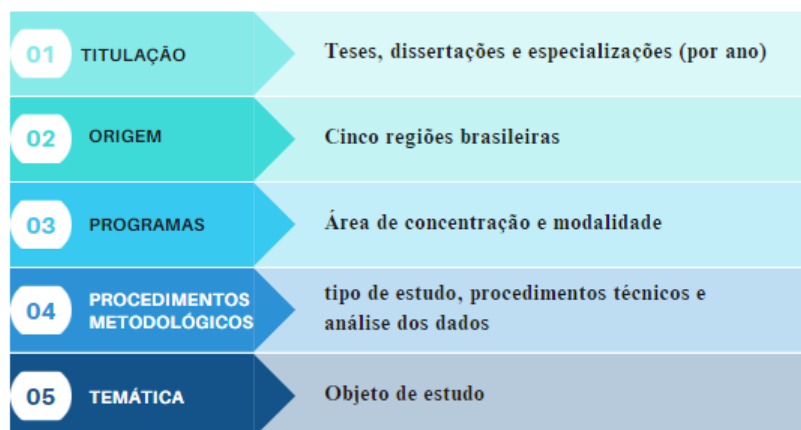 01 TITULAÇÃO Teses, dissertações e especializações (por ano)
02 ORIGEM Cinco regiões brasileiras
03 PROGRAMAS Área de concentração e modalidade
04 PROCEDIMENTOS METODOLÓGICOS
tipo de estudo, procedimentos técnicos e
análise dos dados
05 TEMÁTICA Objeto de estudo